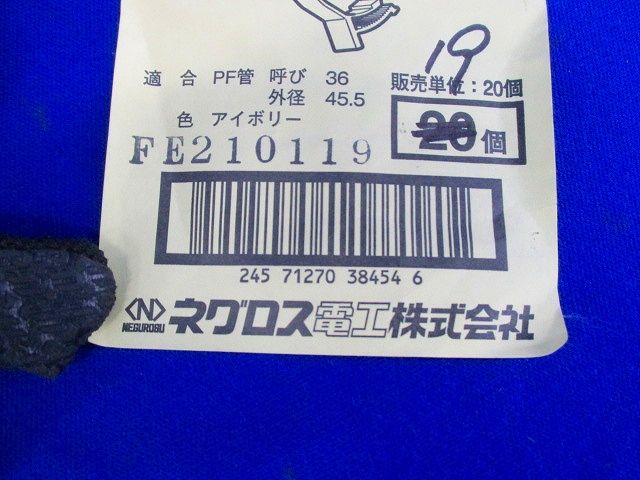 19
適合 PF管 呼び 36
販売単位：20個
外径 45.5
色 アイボリー
20個
FE210119
245 71270 38454 6
NEGUROSU ネグロス電工株式会社